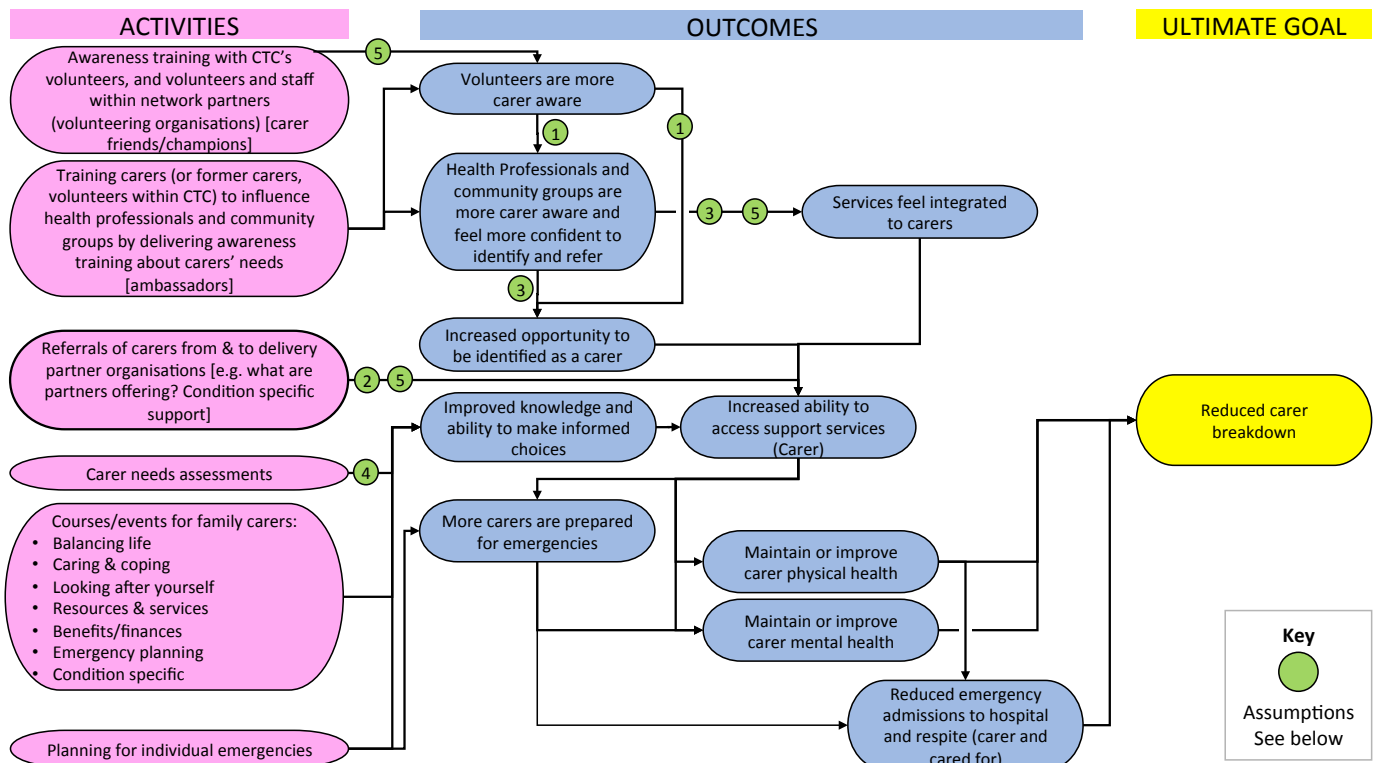 ACTIVITIES
OUTCOMES
ULTIMATE GOAL
Awareness training with CTC's
volunteers, and volunteers and staff
within network partners
(volunteering organisations) [carer
friends/champions]
5
Volunteers are more
carer aware
1
1
Training carers (or former carers,
volunteers within CTC) to influence
health professionals and community
groups by delivering awareness
training about carers' needs
[ambassadors]
Health Professionals and
community groups are
more carer aware and
feel more confident to
identify and refer
3
5
Services feel integrated
to carers
3
Increased opportunity to
be identified as a carer
Referrals of carers from & to delivery
partner organisations [e.g. what are
partners offering? Condition specific
support]
2
5
Improved knowledge and
ability to make informed
choices
Increased ability to
access support services
(Carer)
Reduced carer
breakdown
Carer needs assessments
4
Courses/events for family carers:
• Balancing life
• Caring & coping
• Looking after yourself
• Resources & services
• Benefits/finances
• Emergency planning
• Condition specific
More carers are prepared
for emergencies
Maintain or improve
carer physical health
Maintain or improve
carer mental health
Reduced emergency
admissions to hospital
and respite (carer and
cared for)
Planning for individual emergencies
Key
Assumptions
See below